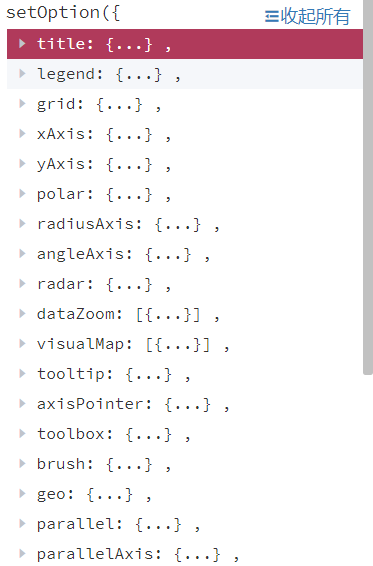 setOption({ 收起所有
title: {...} ,
legend: {...} ,
grid: {...} ,
xAxis: {...} ,
yAxis: {...} ,
polar: {...} ,
radiusAxis: {...} ,
angleAxis: {...} ,
radar: {...} ,
dataZoom: [{...}] ,
visualMap: [{...}] ,
tooltip: {...} ,
axisPointer: {...} ,
toolbox: {...} ,
brush: {...} ,
geo: {...} ,
parallel: {...} ,
parallelAxis: {...} ,